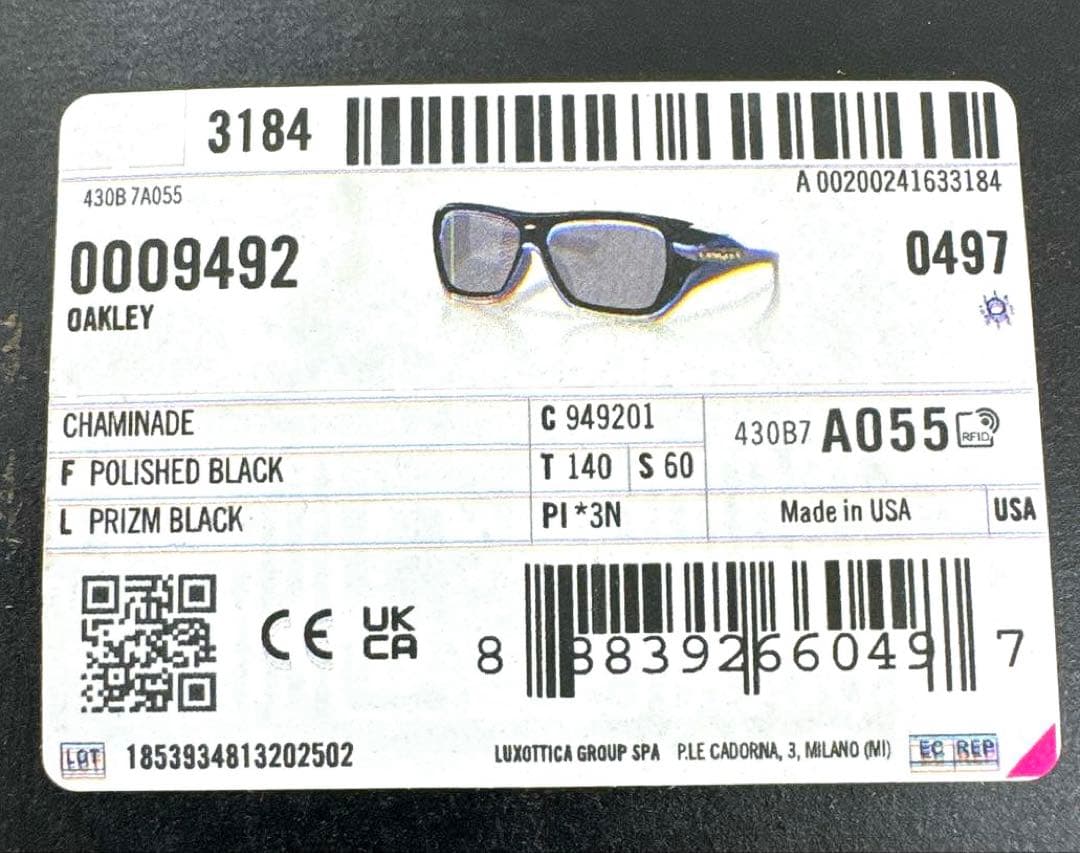 3184
A 00200241633184
430B 7A055
0009492
0497
OAKLEY
CHAMINADE
C 949201
430B7 A055 RFID
F POLISHED BLACK
T 140 S 60
L PRIZM BLACK
PI *3N
Made in USA
USA
CE UK CA
8 883926 66049 7
LOT 1853934813202502
LUXOTTICA GROUP SPA P.LE CADORNA, 3, MILANO (MI)
EC REP